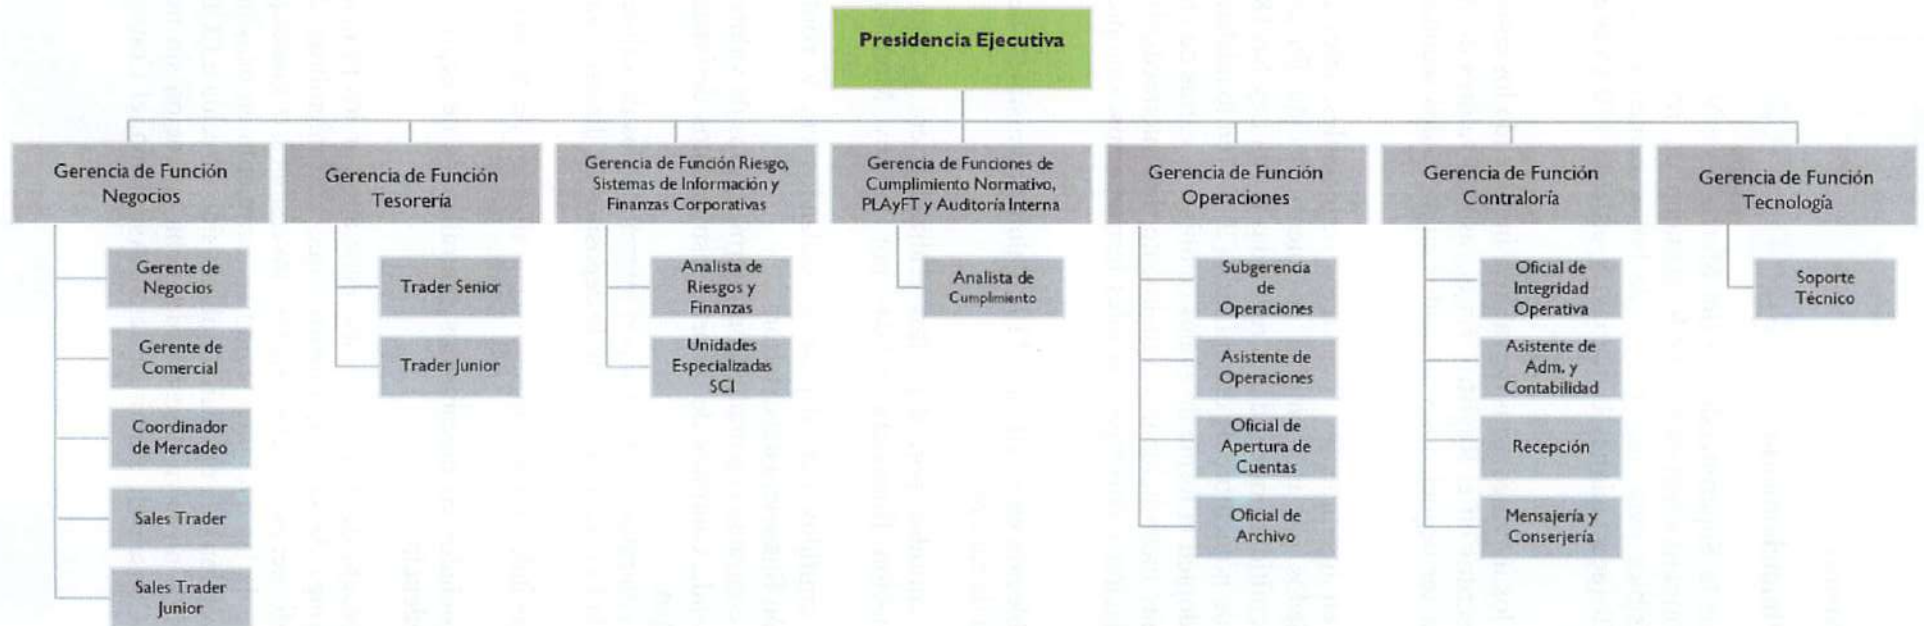 Presidencia Ejecutiva
Gerencia de Función
Negocios
Gerente de
Negocios
Gerente de
Comercial
Coordinador
de Mercadeo
Sales Trader
Sales Trader
Junior
Gerencia de Función
Tesorería
Trader Senior
Trader Junior
Gerencia de Función Riesgo,
Sistemas de Información y
Finanzas Corporativas
Analista de
Riesgos y
Finanzas
Unidades
Especializadas
SCI
Gerencia de Funciones de
Cumplimiento Normativo,
PLAyFT y Auditoría Interna
Analista de
Cumplimiento
Gerencia de Función
Operaciones
Subgerencia
de
Operaciones
Asistente de
Operaciones
Oficial de
Apertura de
Cuentas
Oficial de
Archivo
Gerencia de Función
Contraloría
Oficial de
Integridad
Operativa
Asistente de
Adm. y
Contabilidad
Recepción
Mensajería y
Conserjería
Gerencia de Función
Tecnología
Soporte
Técnico